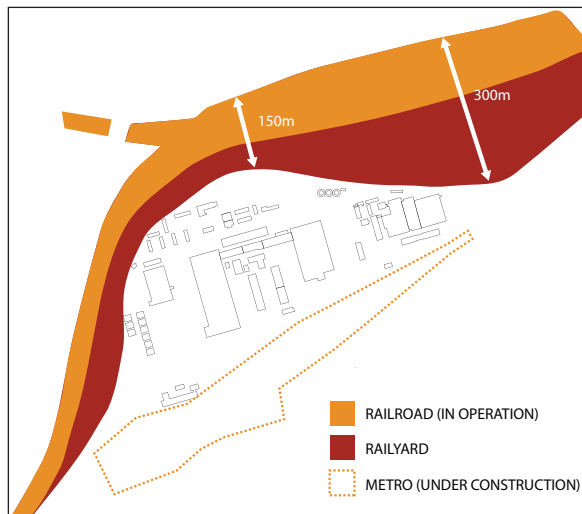 300m
150m
RAILROAD (IN OPERATION)
RAILYARD
METRO (UNDER CONSTRUCTION)